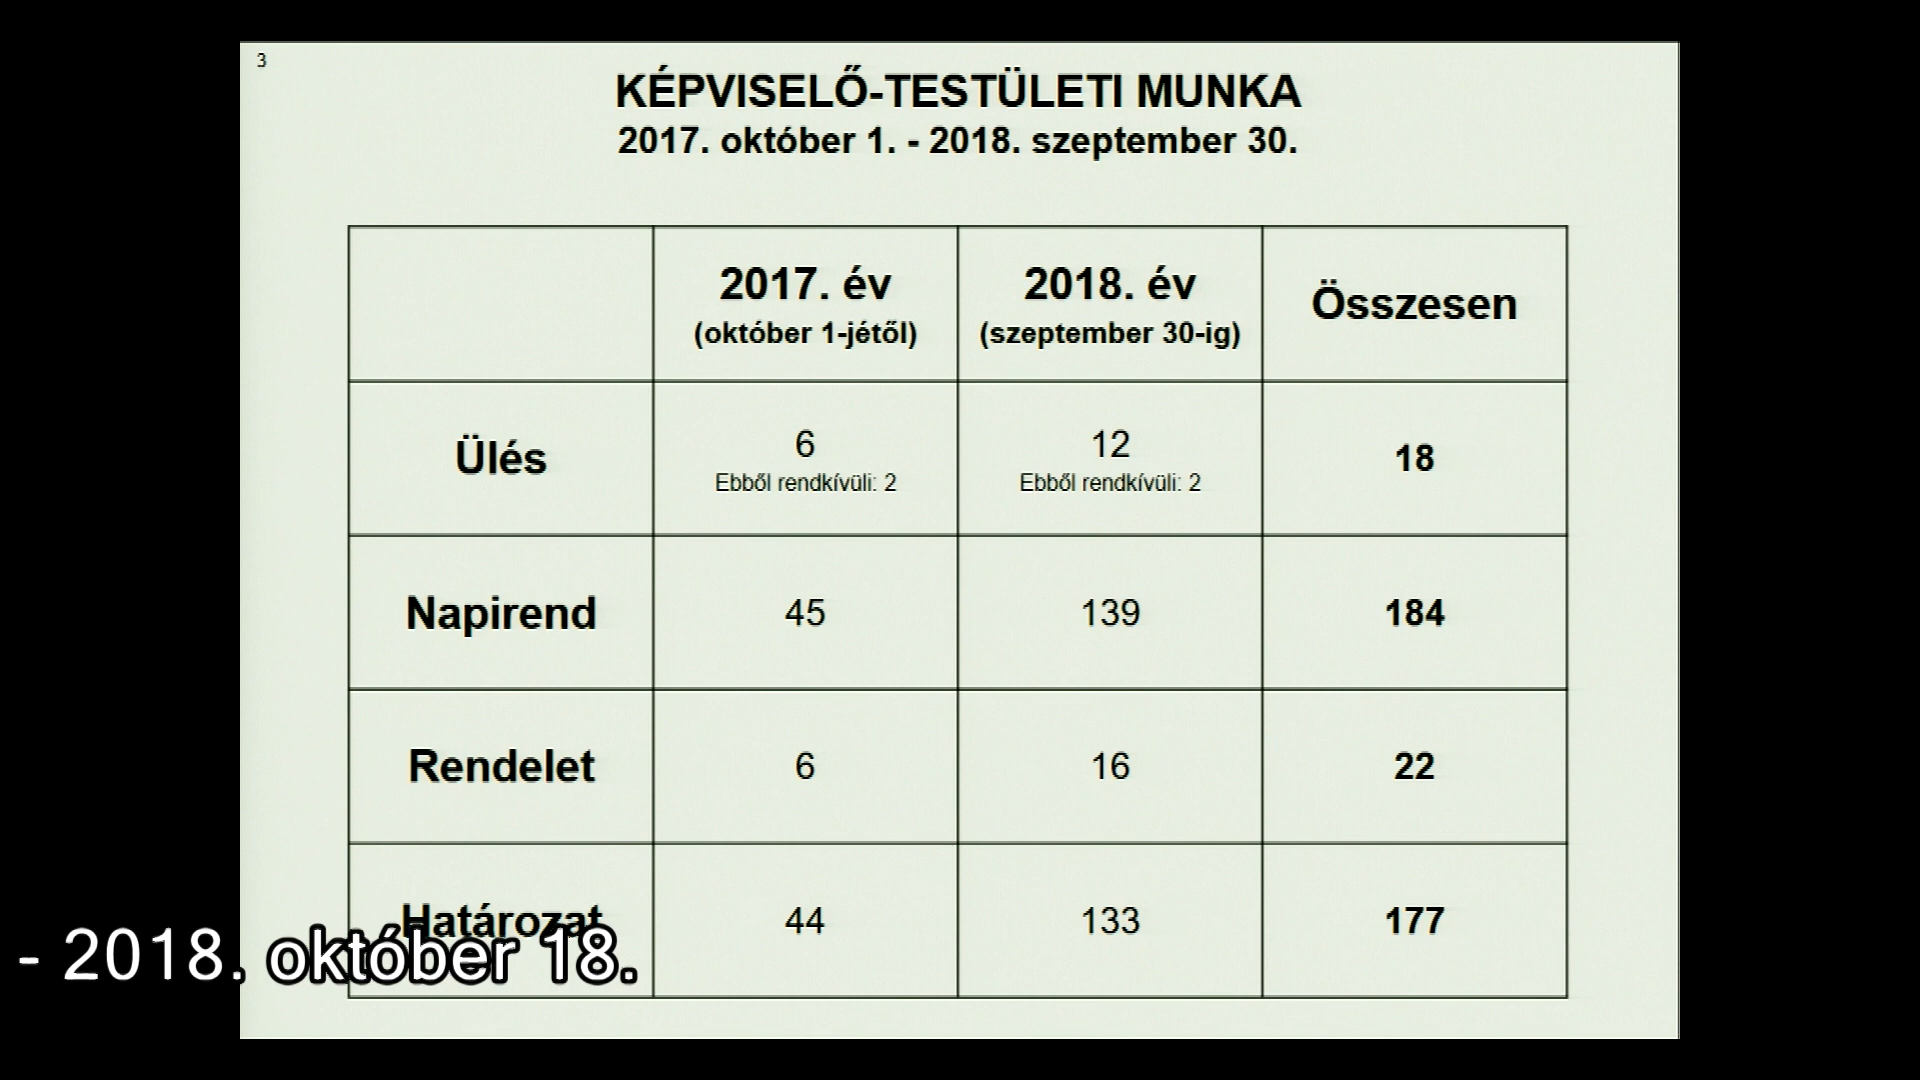 3
KÉPVISELŐ-TESTÜLETI MUNKA
2017. október 1. - 2018. szeptember 30.
2017. év
(október 1-jétől)
2018. év
(szeptember 30-ig)
Összesen
Ülés
6
Ebből rendkívüli: 2
12
Ebből rendkívüli: 2
18
Napirend
45
139
184
Rendelet
6
16
22
Határozat
44
133
177
- 2018. október 18.